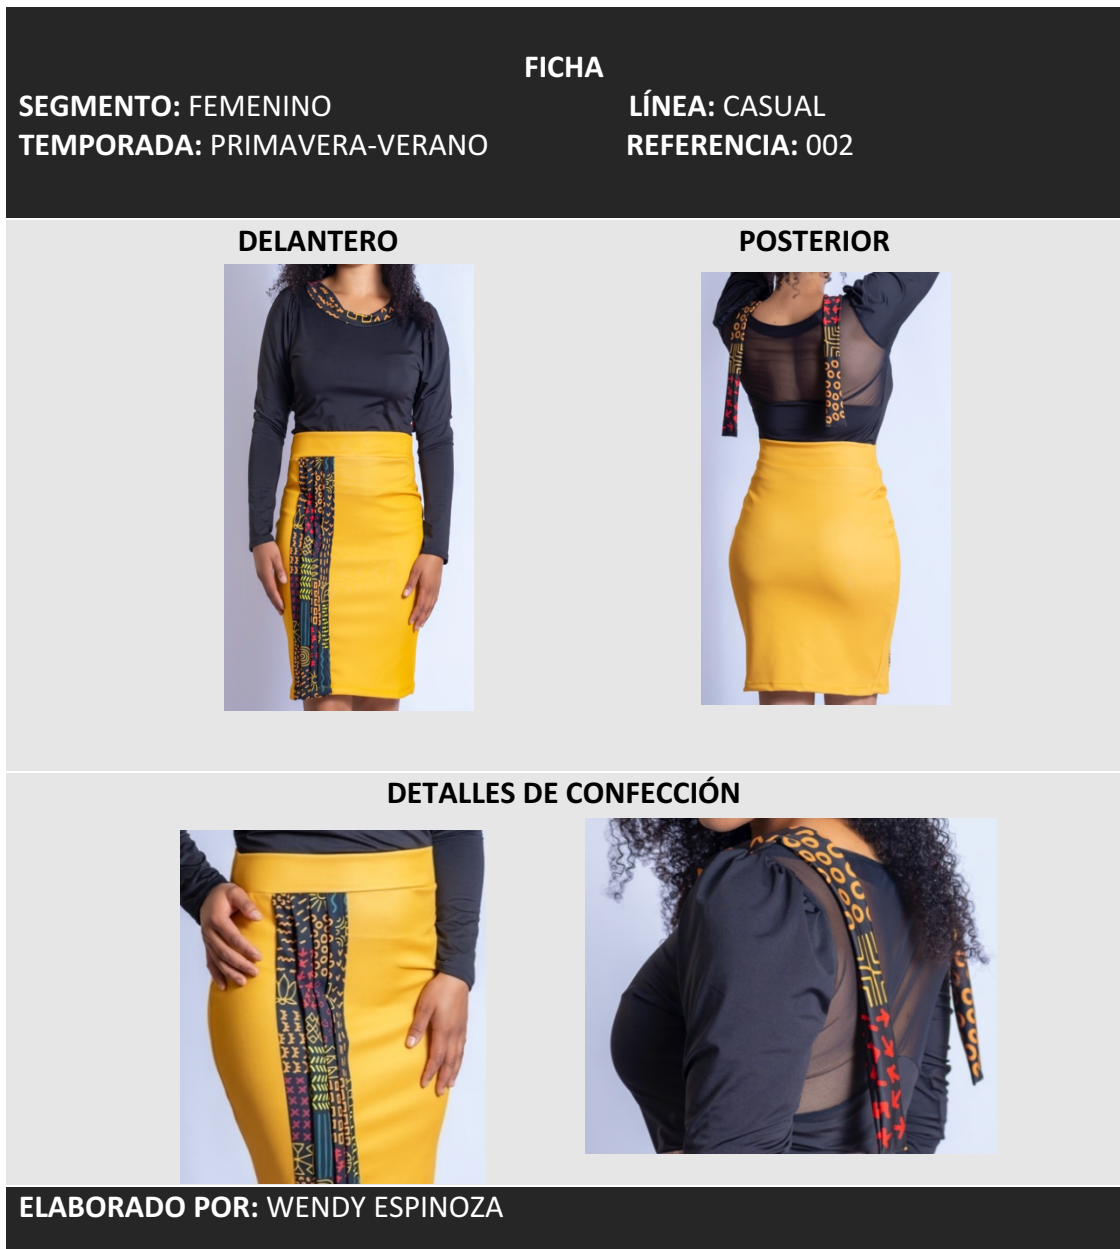 FICHA
SEGMENTO: FEMENINO LÍNEA: CASUAL
TEMPORADA: PRIMAVERA-VERANO REFERENCIA: 002
DELANTERO POSTERIOR
DETALLES DE CONFECCIÓN
ELABORADO POR: WENDY ESPINOZA